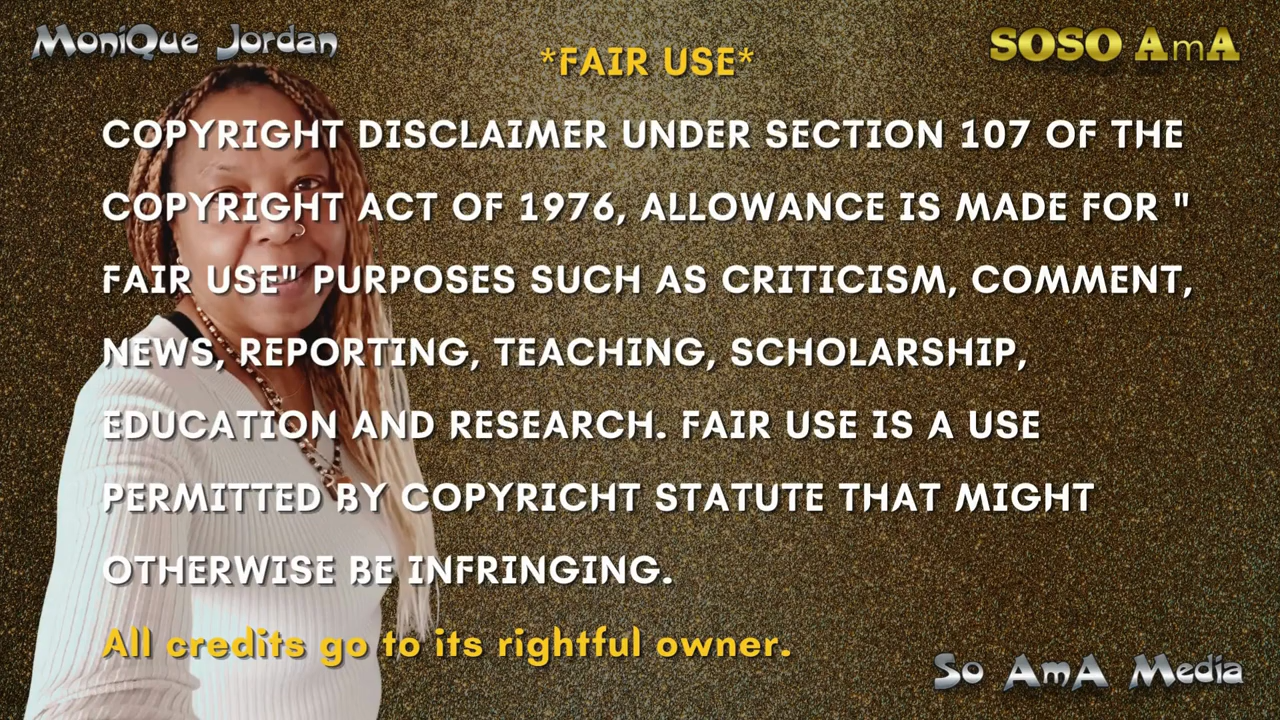 MoniQue Jordan
SOSO AmA
*FAIR USE*
COPYRIGHT DISCLAIMER UNDER SECTION 107 OF THE
COPYRIGHT ACT OF 1976, ALLOWANCE IS MADE FOR "
FAIR USE" PURPOSES SUCH AS CRITICISM, COMMENT,
NEWS, REPORTING, TEACHING, SCHOLARSHIP,
EDUCATION AND RESEARCH. FAIR USE IS A USE
PERMITTED BY COPYRICHT STATUTE THAT MIGHT
OTHERWISE BE INFRINGING.
All credits go to its rightful owner.
So AmA Media